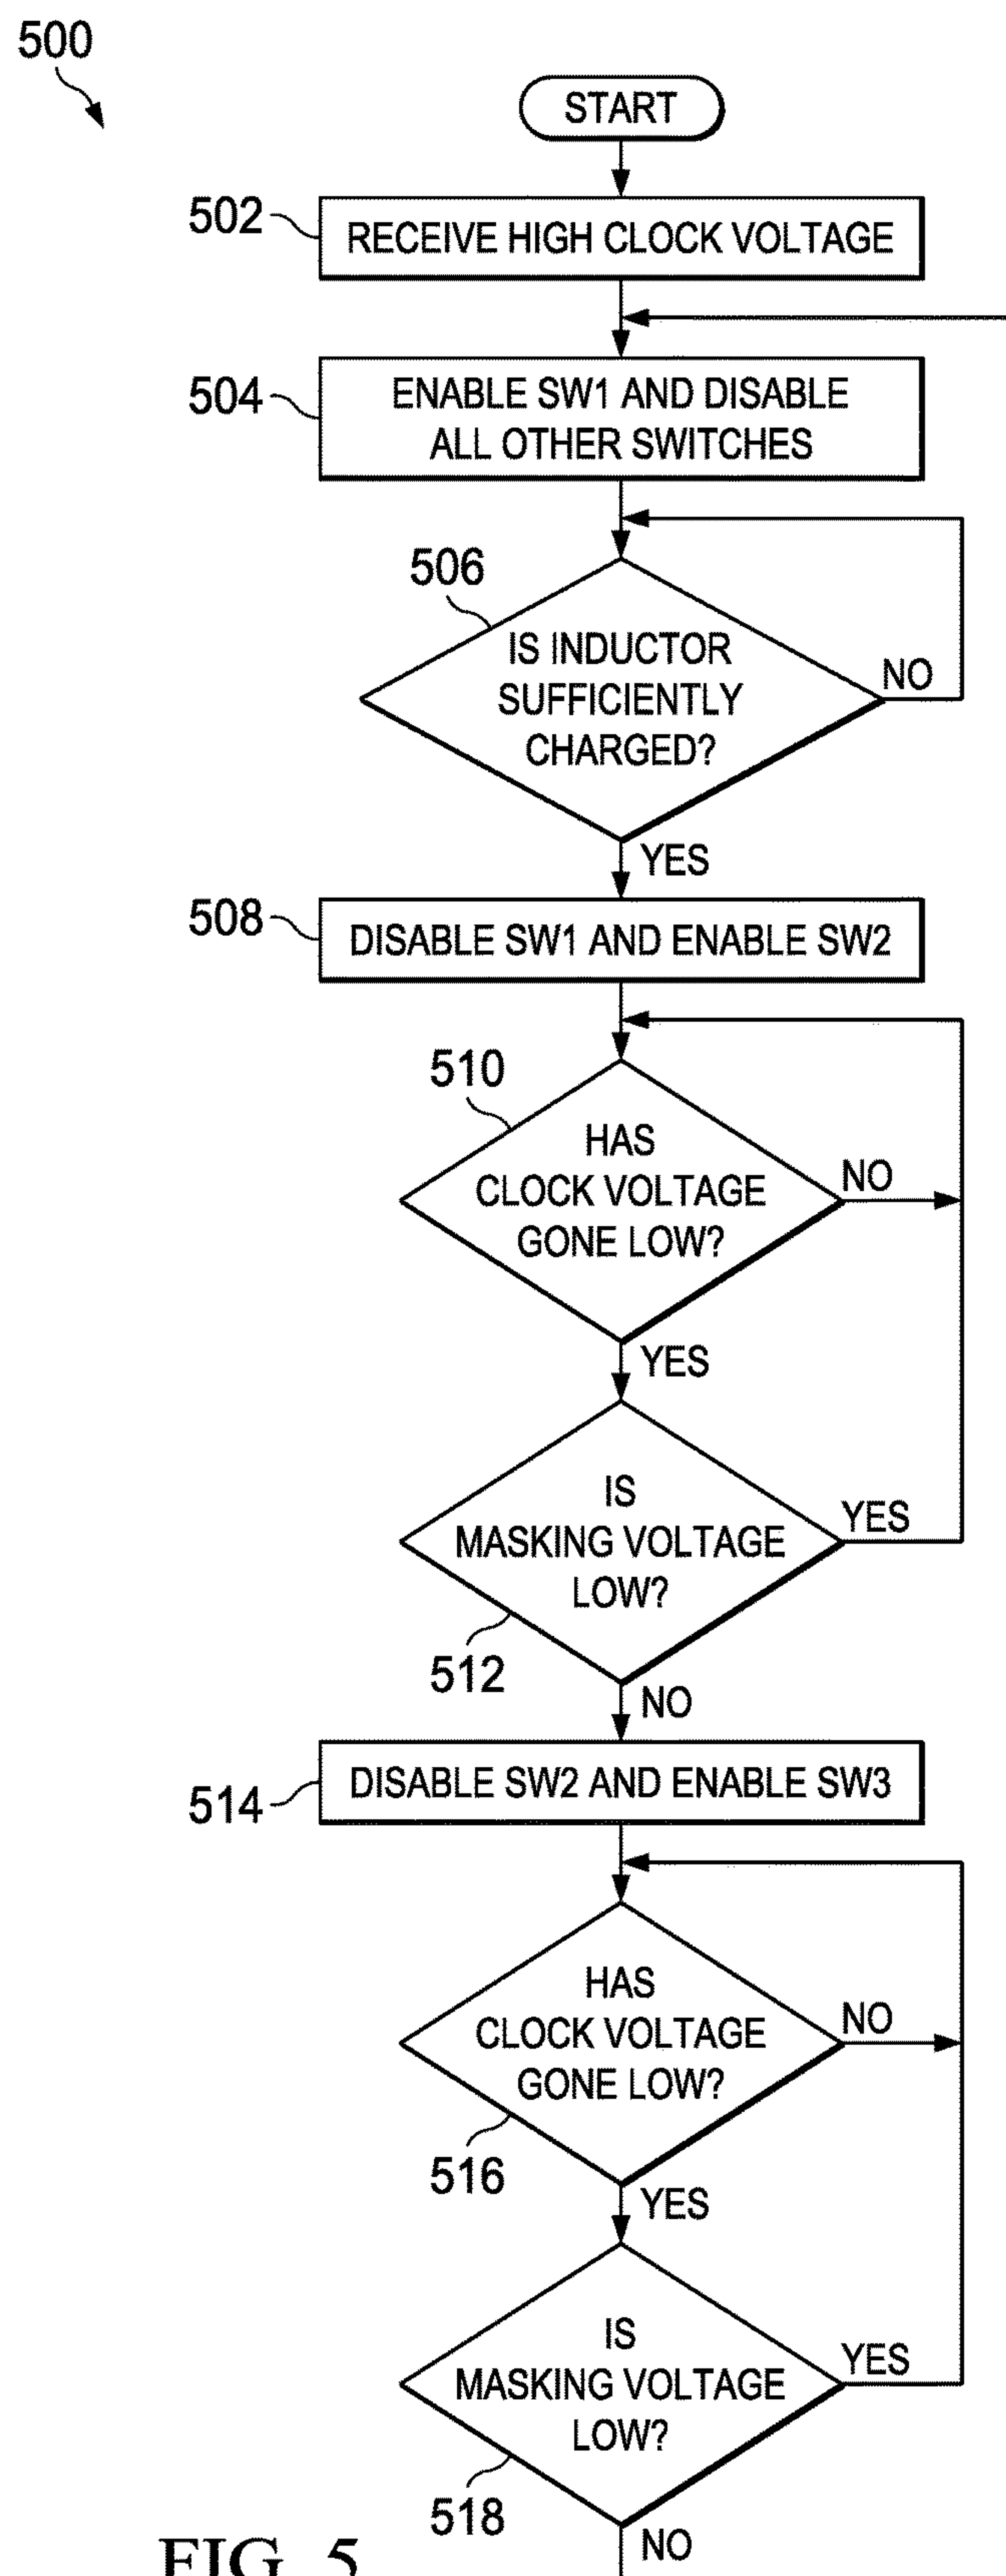 500
START
502
RECEIVE HIGH CLOCK VOLTAGE
504
ENABLE SW1 AND DISABLE
ALL OTHER SWITCHES
506
IS INDUCTOR
SUFFICIENTLY
CHARGED?
NO
YES
508
DISABLE SW1 AND ENABLE SW2
510
HAS
CLOCK VOLTAGE
GONE LOW?
NO
YES
IS
MASKING VOLTAGE
LOW?
YES
512
NO
514
DISABLE SW2 AND ENABLE SW3
HAS
CLOCK VOLTAGE
GONE LOW?
NO
516
YES
IS
MASKING VOLTAGE
LOW?
YES
518
NO
FIG. 5